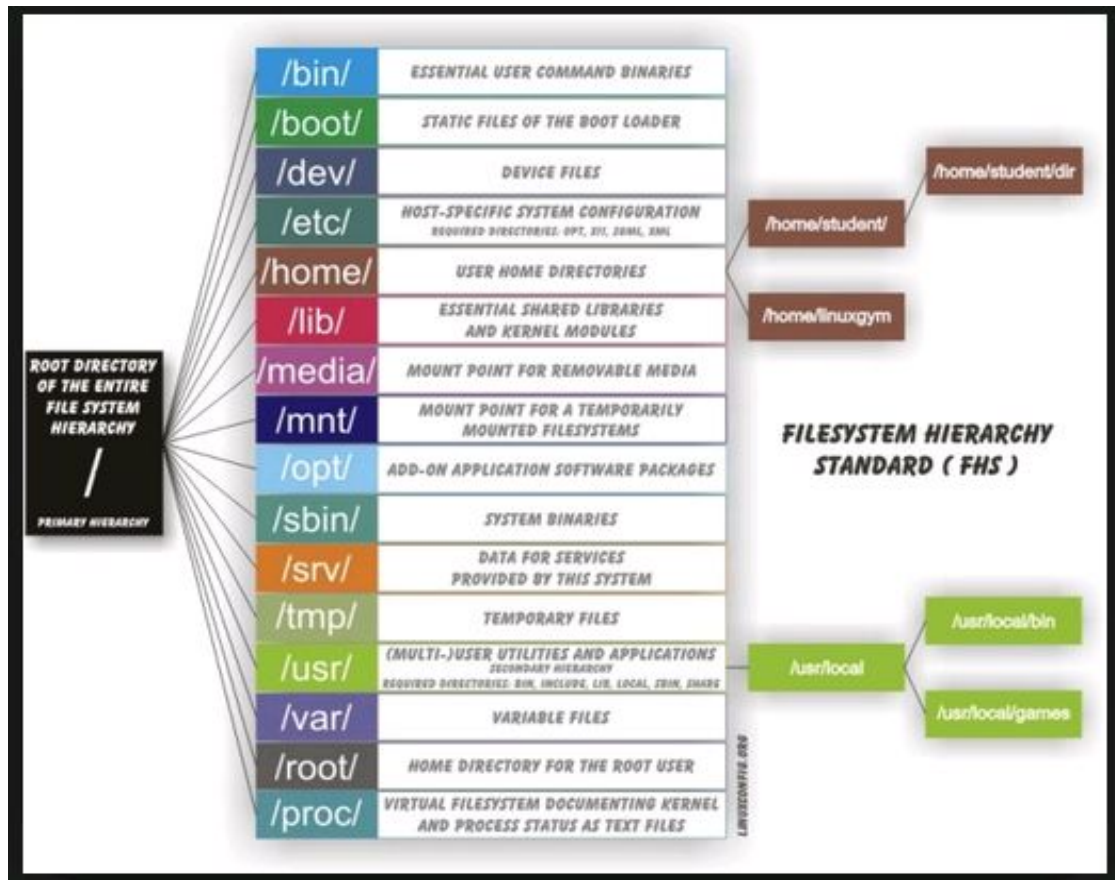 ROOT DIRECTORY
OF THE ENTIRE
FILE SYSTEM
HIERARCHY
/
PRIMARY HIERARCHY
/bin/
ESSENTIAL USER COMMAND BINARIES
/boot/
STATIC FILES OF THE BOOT LOADER
/dev/
DEVICE FILES
/etc/
HOST-SPECIFIC SYSTEM CONFIGURATION
REQUIRED DIRECTORIES: OPT, XII, SGML, XML
/home/
USER HOME DIRECTORIES
/lib/
ESSENTIAL SHARED LIBRARIES
AND KERNEL MODULES
/media/
MOUNT POINT FOR REMOVABLE MEDIA
/mnt/
MOUNT POINT FOR A TEMPORARILY
MOUNTED FILESYSTEMS
/opt/
ADD-ON APPLICATION SOFTWARE PACKAGES
/sbin/
SYSTEM BINARIES
/srv/
DATA FOR SERVICES
PROVIDED BY THIS SYSTEM
/tmp/
TEMPORARY FILES
/usr/
(MULTI-)USER UTILITIES AND APPLICATIONS
SECONDARY HIERARCHY
REQUIRED DIRECTORIES: BIN, INCLUDE, LIB, LOCAL, SBIN, SHARE
/var/
VARIABLE FILES
/root/
HOME DIRECTORY FOR THE ROOT USER
/proc/
VIRTUAL FILESYSTEM DOCUMENTING KERNEL
AND PROCESS STATUS AS TEXT FILES
/home/student/
/home/student/dir
/home/linuxgym
FILESYSTEM HIERARCHY
STANDARD ( FHS )
/usr/local
/usr/local/bin
/usr/local/games
LINUXCONFIG.ORG